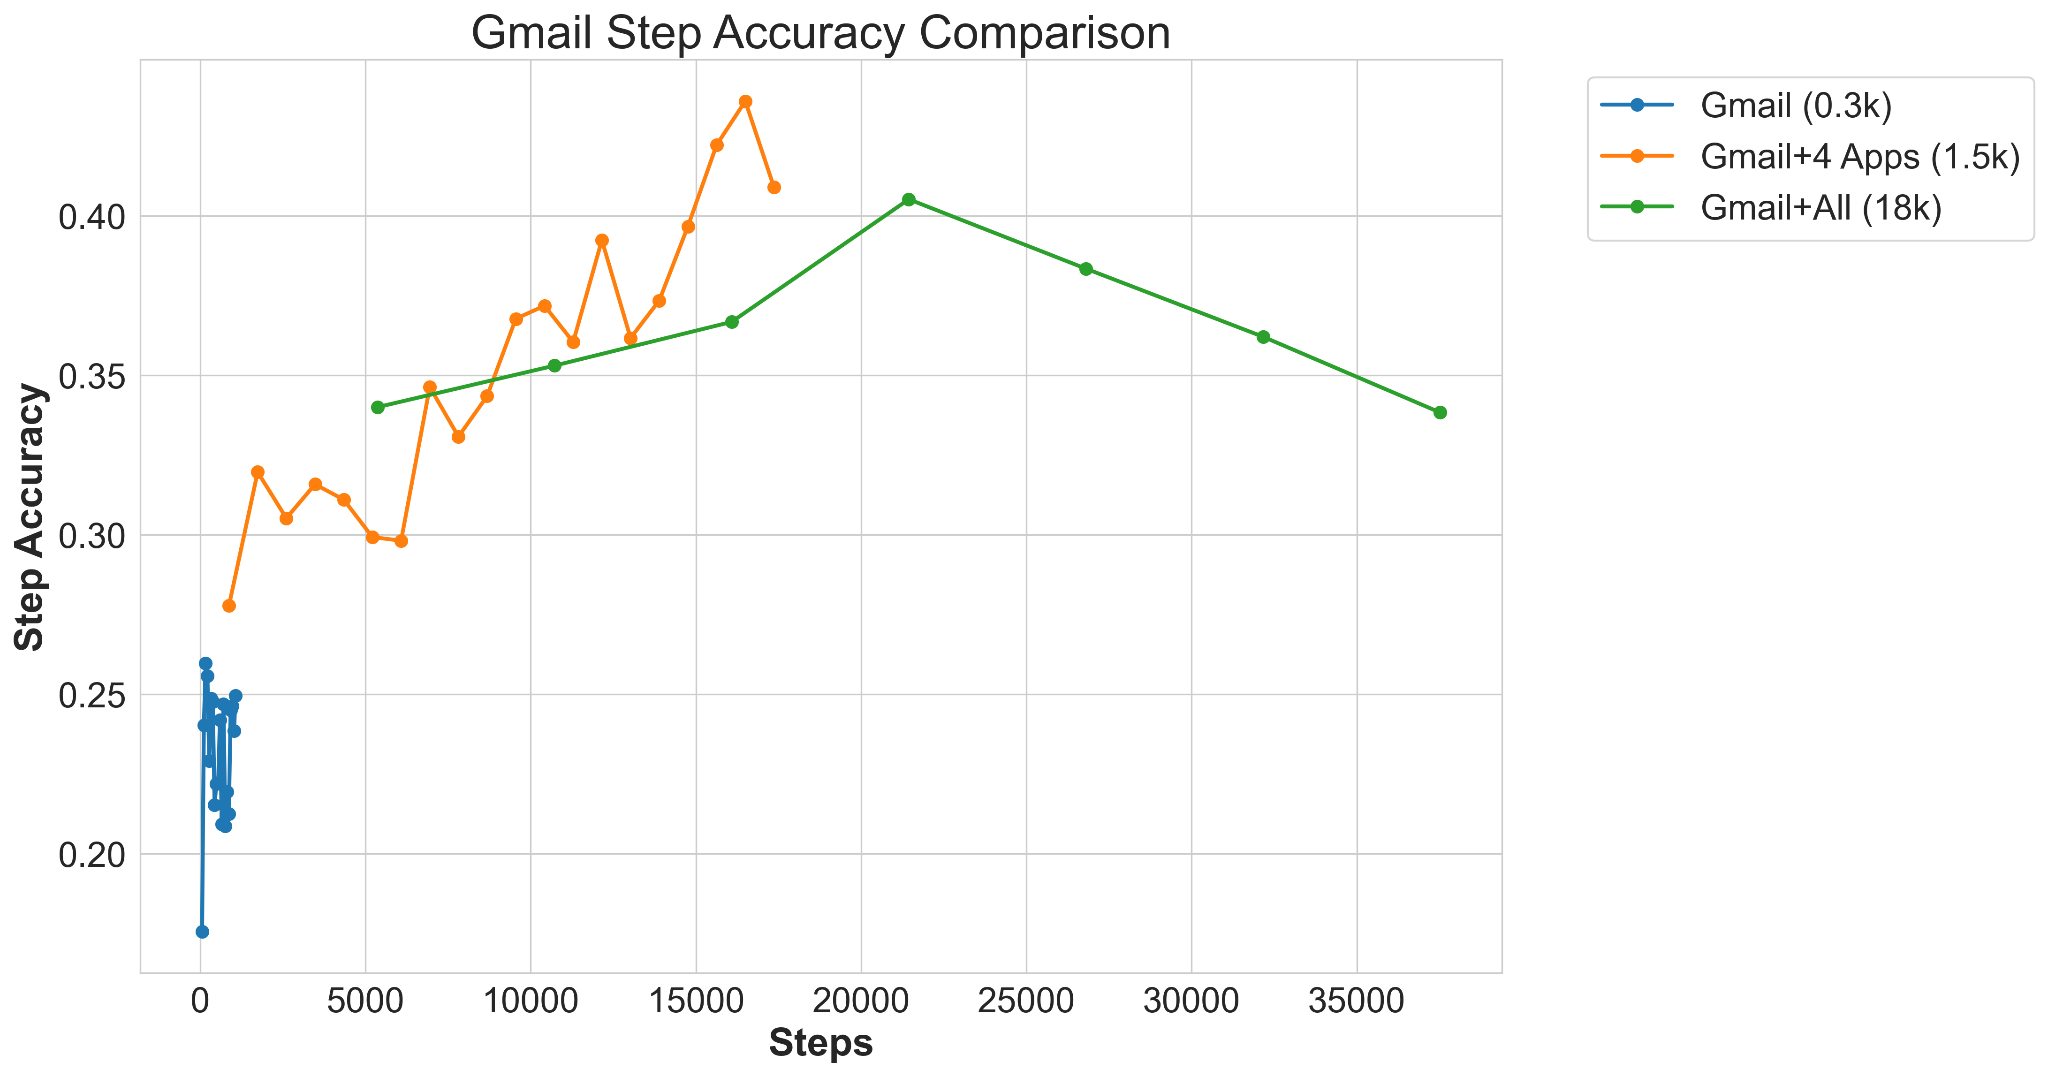 Gmail Step Accuracy Comparison
Gmail (0.3k)
Gmail+4 Apps (1.5k)
Gmail+All (18k)
Step Accuracy
0.40
0.35
0.30
0.25
0.20
0 5000 10000 15000 20000 25000 30000 35000
Steps